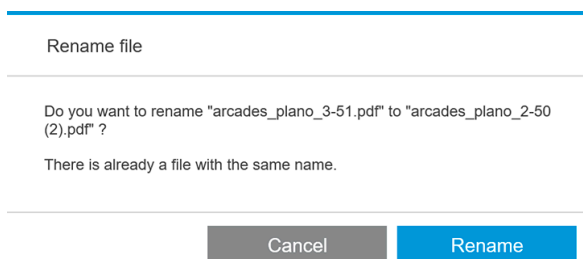 Rename file
Do you want to rename "arcades_plano_3-51.pdf" to "arcades_plano_2-50
(2).pdf" ?
There is already a file with the same name.
Cancel
Rename